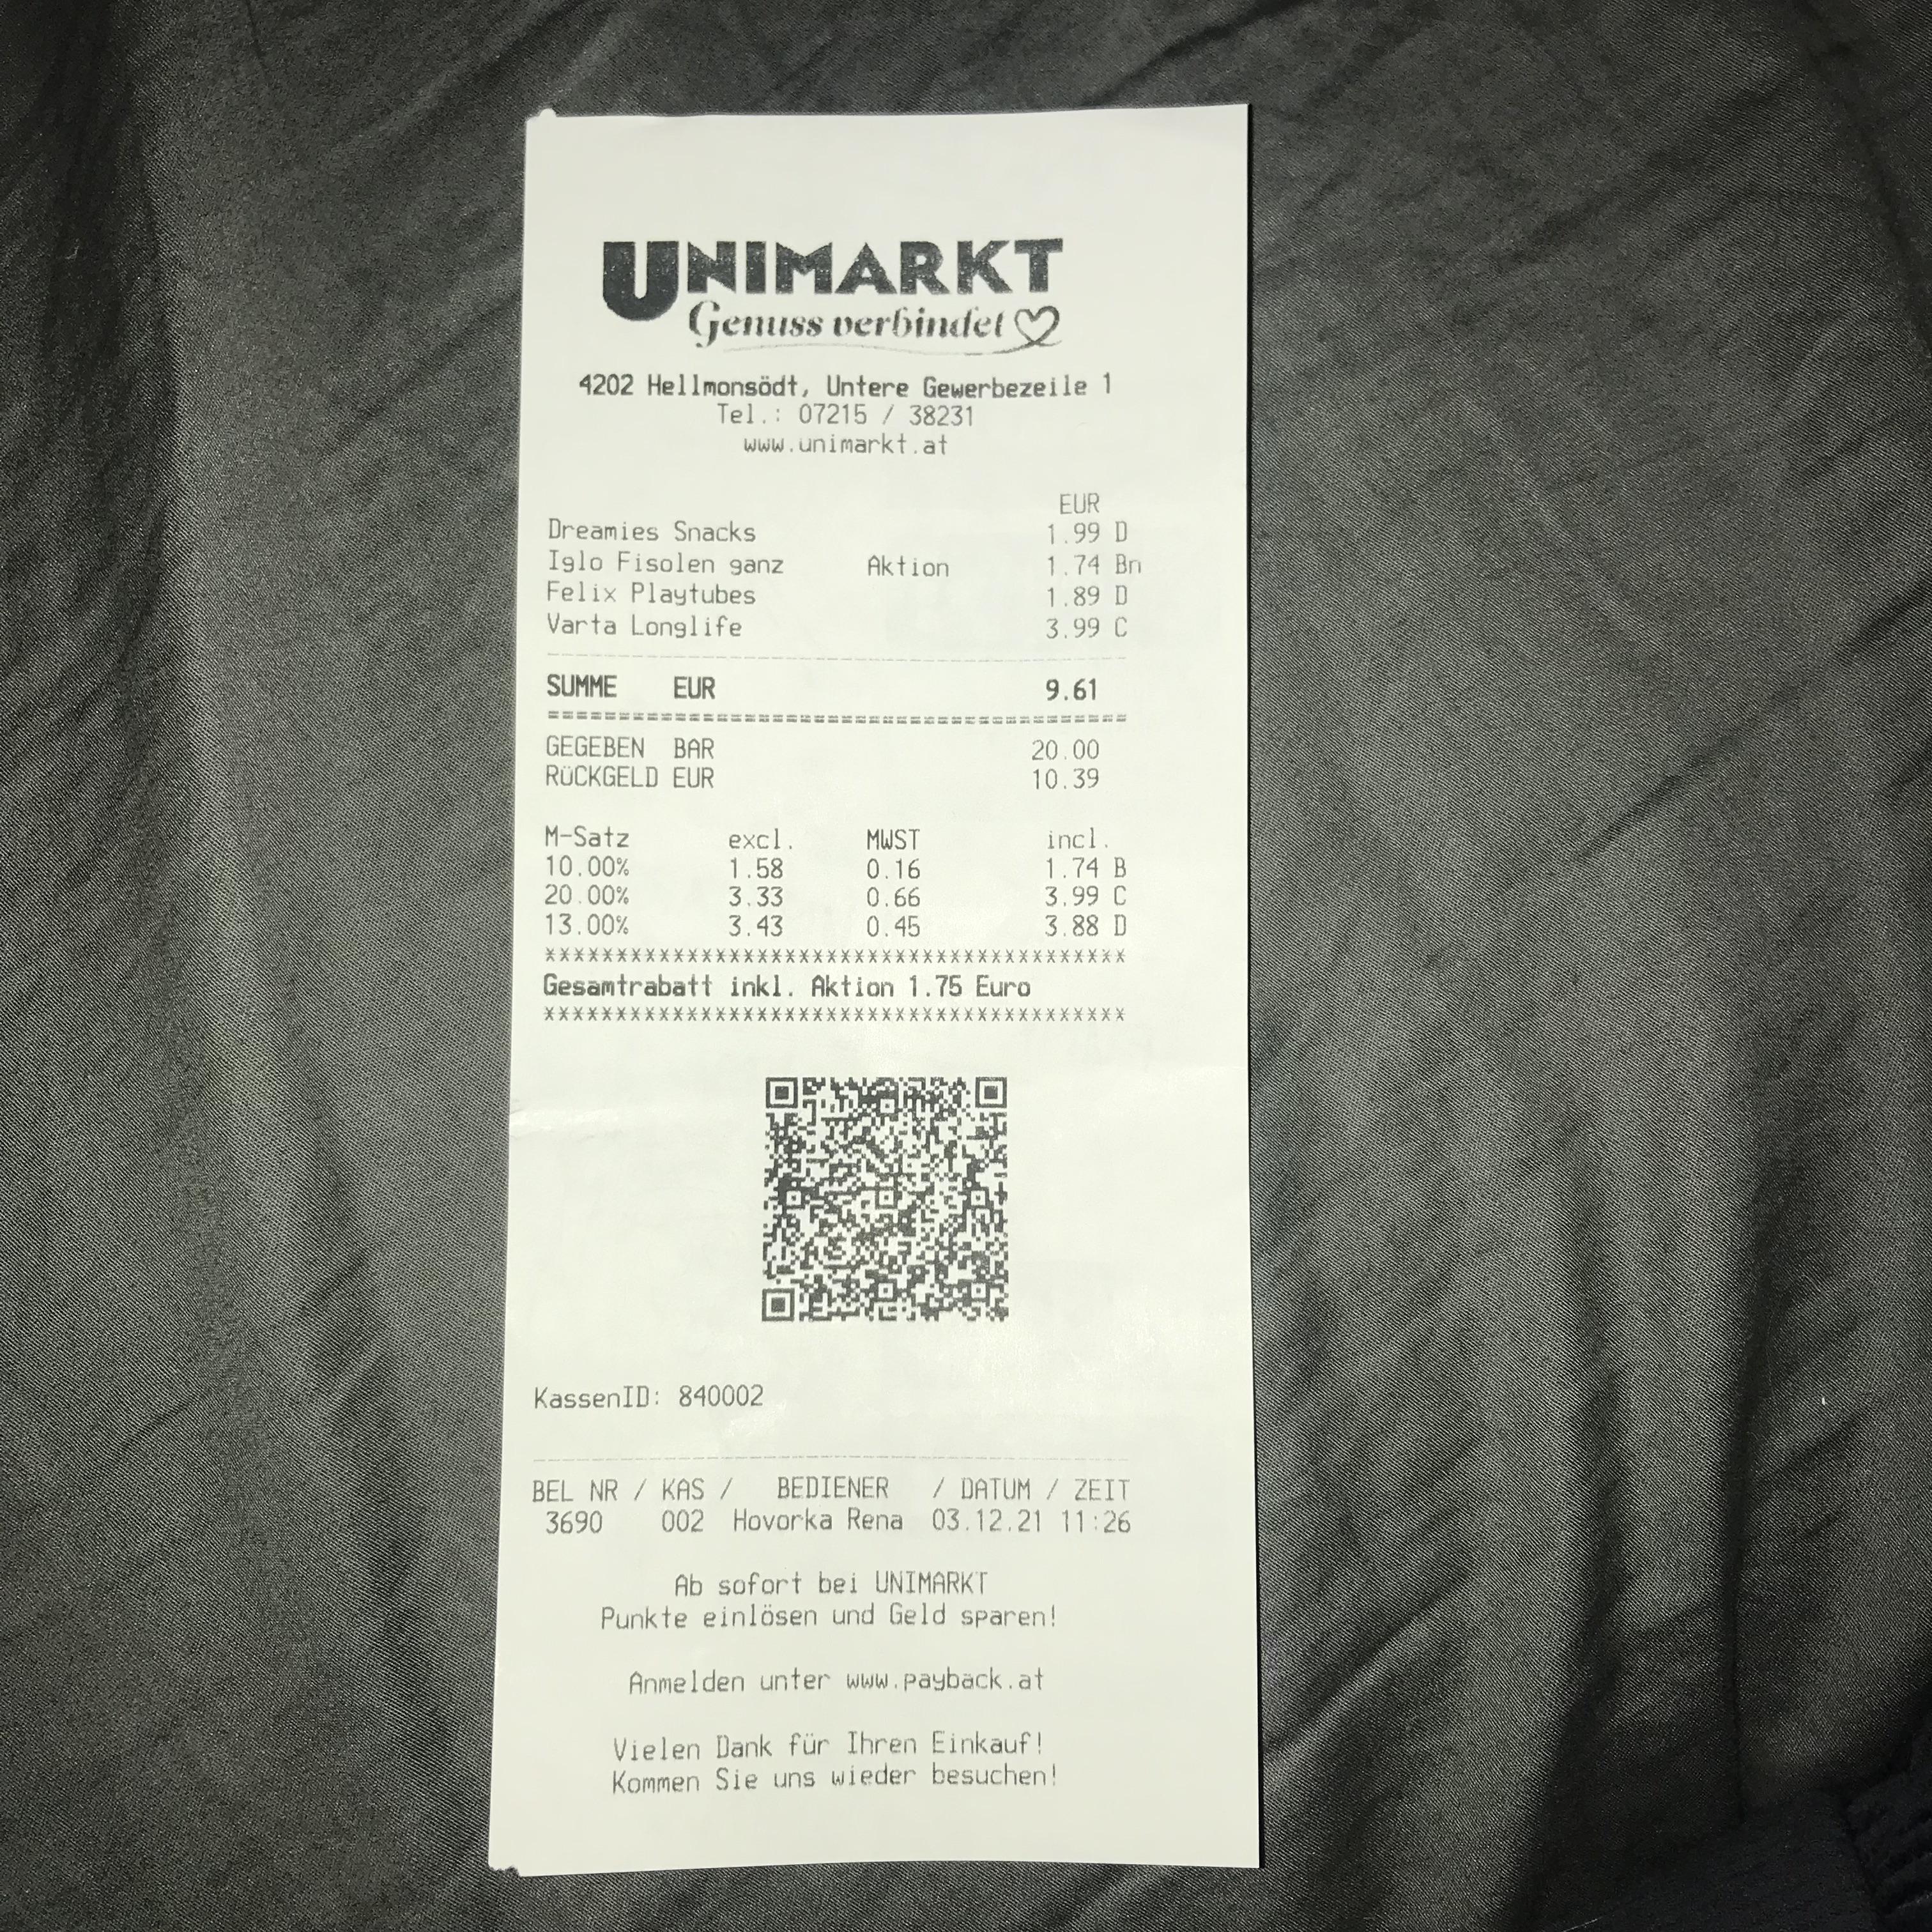 UNIMARKT
Genuss verbindet
4202 Hellmonsödt, Untere Gewerbezeile 1
Tel.: 07215 / 38231
www.unimarkt.at
EUR
Dreamies Snacks 1.99 D
Iglo Fisolen ganz Aktion 1.74 Bn
Felix Playtubes 1.89 D
Varta Longlife 3.99 C
SUMME EUR 9.61
GEGEBEN BAR 20.00
RÜCKGELD EUR 10.39
M-Satz excl. MWST incl.
10.00% 1.58 0.16 1.74 B
20.00% 3.33 0.66 3.99 C
13.00% 3.43 0.45 3.88 D
******************************************
Gesamtrabatt inkl. Aktion 1.75 Euro
******************************************
KassenID: 840002
BEL NR / KAS / BEDIENER / DATUM / ZEIT
3690 002 Hovorka Rena 03.12.21 11:26
Ab sofort bei UNIMARKT
Punkte einlösen und Geld sparen!
Anmelden unter www.payback.at
Vielen Dank für Ihren Einkauf!
Kommen Sie uns wieder besuchen!